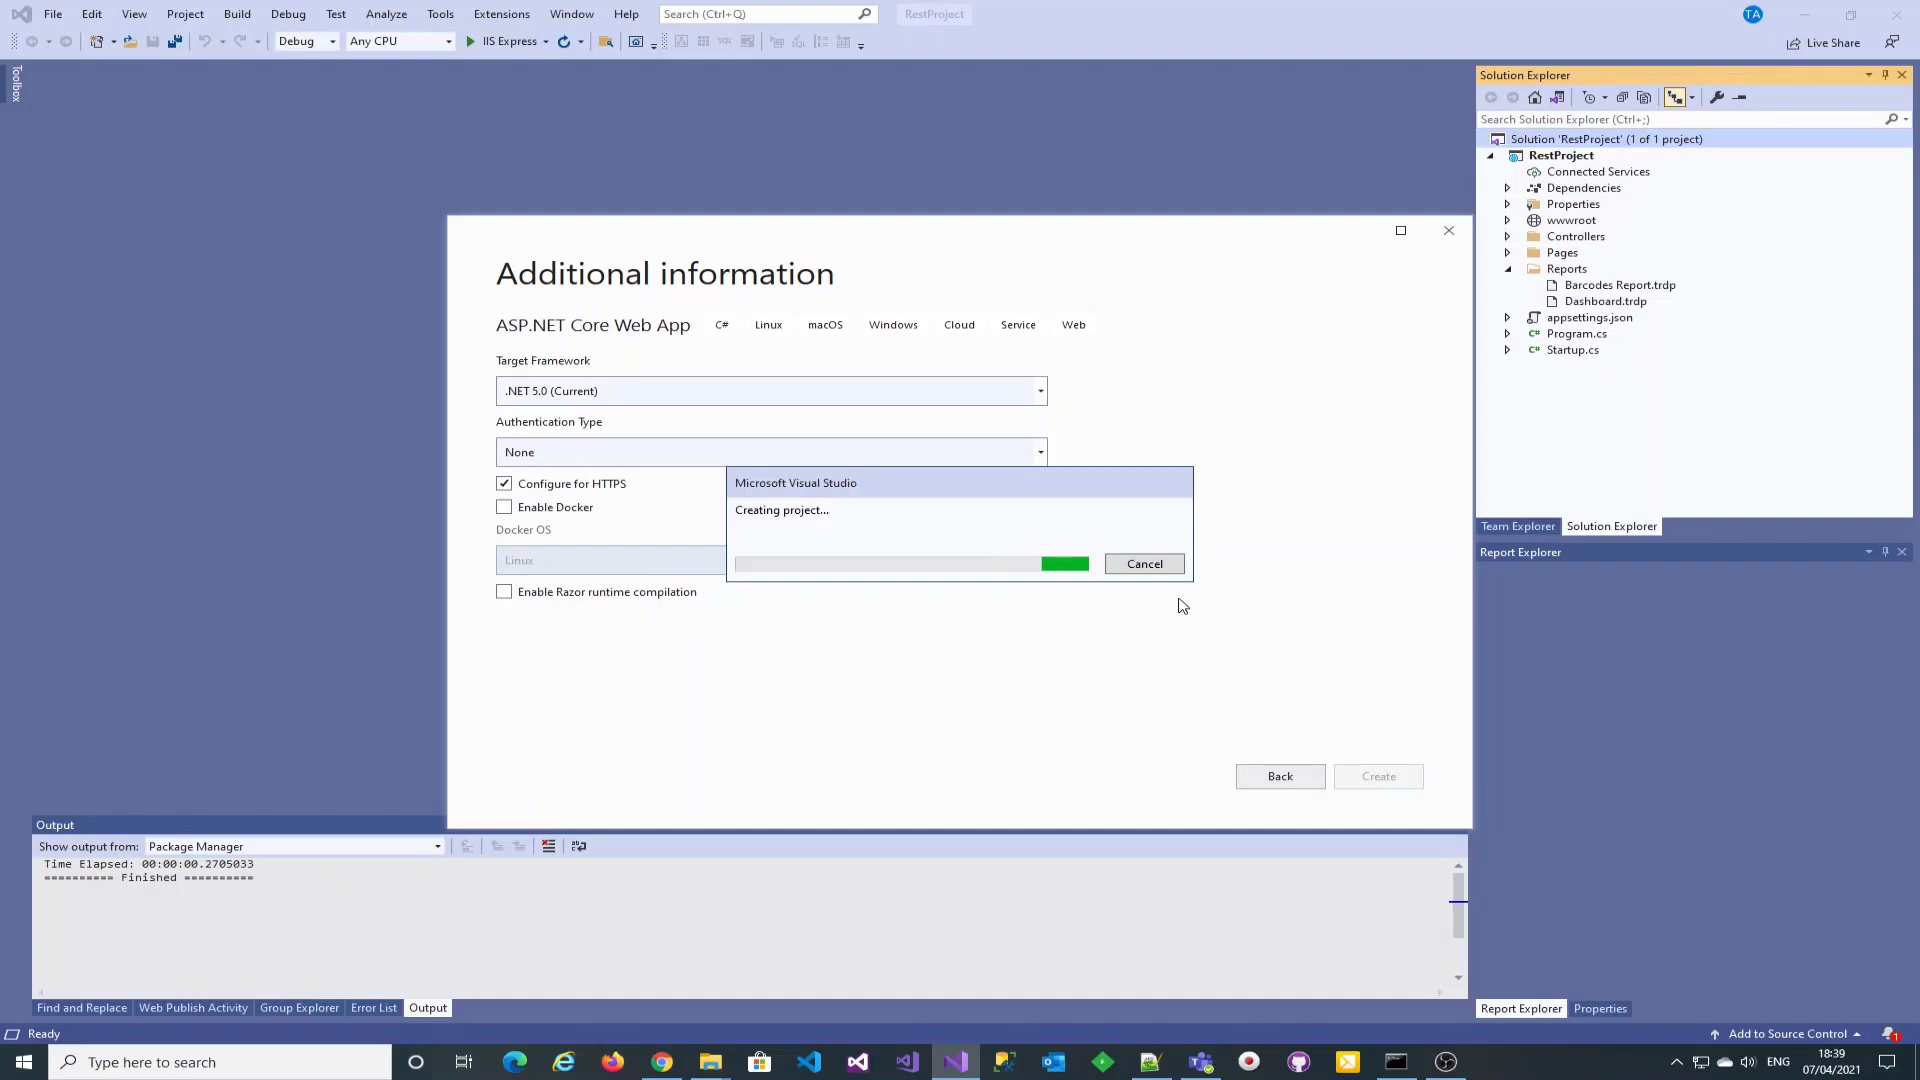 File Edit View Project Build Debug Test Analyze Tools Extensions Window Help Search (Ctrl+Q) RestProject TA
Debug Any CPU IIS Express Live Share
Toolbox
Solution Explorer
Search Solution Explorer (Ctrl+;)
Solution 'RestProject' (1 of 1 project)
RestProject
Connected Services
Dependencies
Properties
wwwroot
Controllers
Pages
Reports
Barcodes Report.trdp
Dashboard.trdp
appsettings.json
C# Program.cs
C# Startup.cs
Team Explorer Solution Explorer
Report Explorer
Additional information
ASP.NET Core Web App C# Linux macOS Windows Cloud Service Web
Target Framework
.NET 5.0 (Current)
Authentication Type
None
Configure for HTTPS
Enable Docker
Docker OS
Linux
Enable Razor runtime compilation
Microsoft Visual Studio
Creating project...
Cancel
Back Create
Output
Show output from: Package Manager
Time Elapsed: 00:00:00.2705033
========== Finished ==========
Find and Replace Web Publish Activity Group Explorer Error List Output
Report Explorer Properties
Ready Add to Source Control 1
Type here to search ENG 18:39
07/04/2021